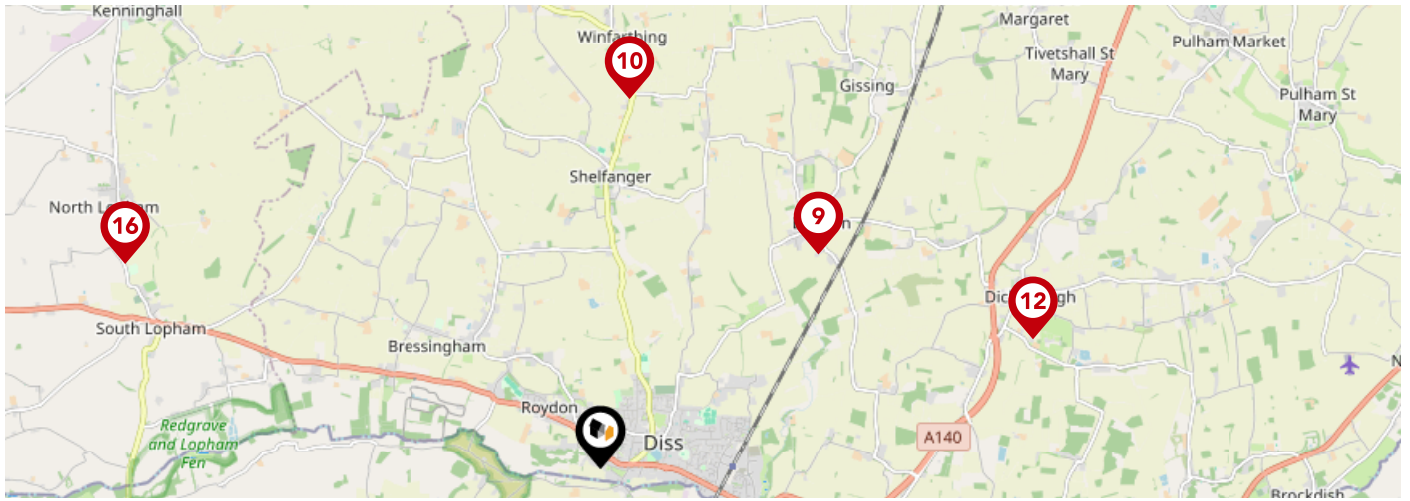 Kenninghall
Winfarthing
10
Margaret
Tivetshall St
Mary
Pulham Market
Gissing
Pulham St
Mary
Shelfanger
North
16
9
12
South Lopham
Bressingham
Roydon
Redgrave
and Lopham
Fen
Diss
A140
Brockdish